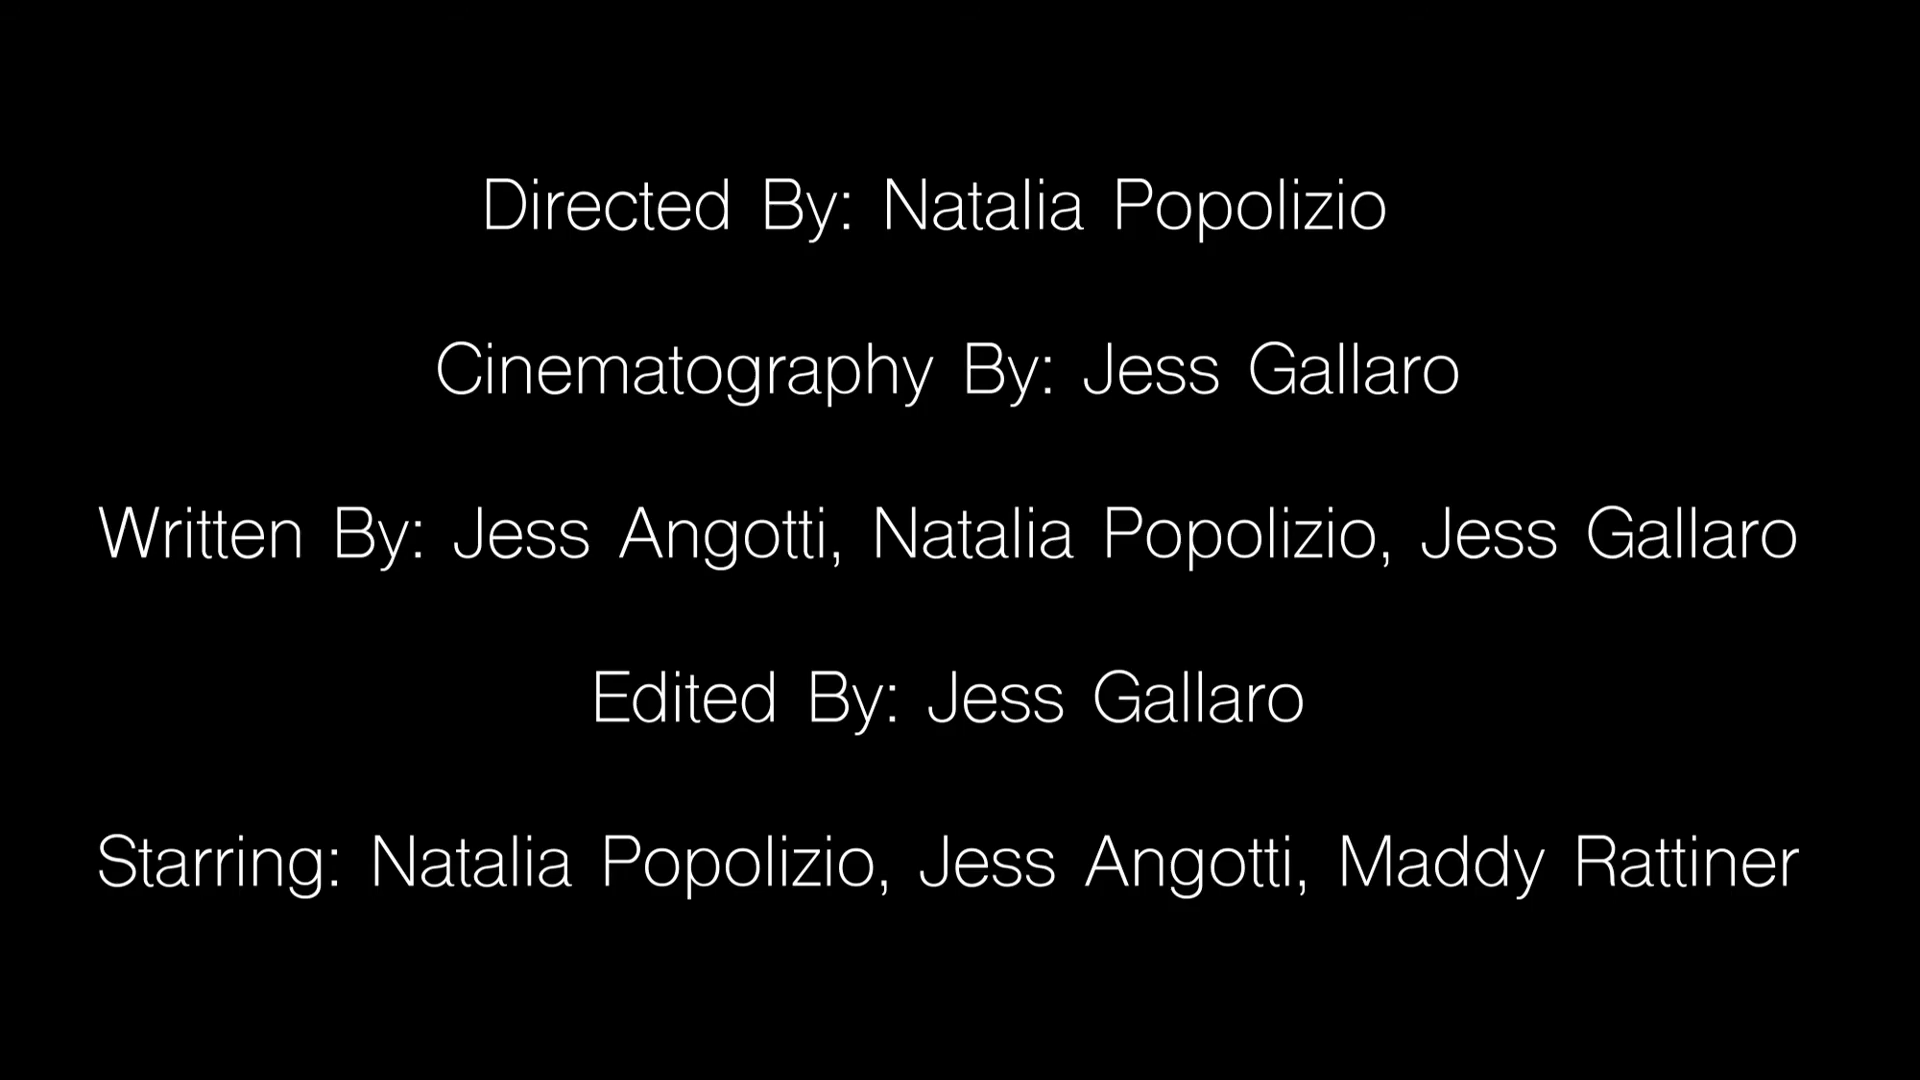 Directed By: Natalia Popolizio
Cinematography By: Jess Gallaro
Written By: Jess Angotti, Natalia Popolizio, Jess Gallaro
Edited By: Jess Gallaro
Starring: Natalia Popolizio, Jess Angotti, Maddy Rattiner